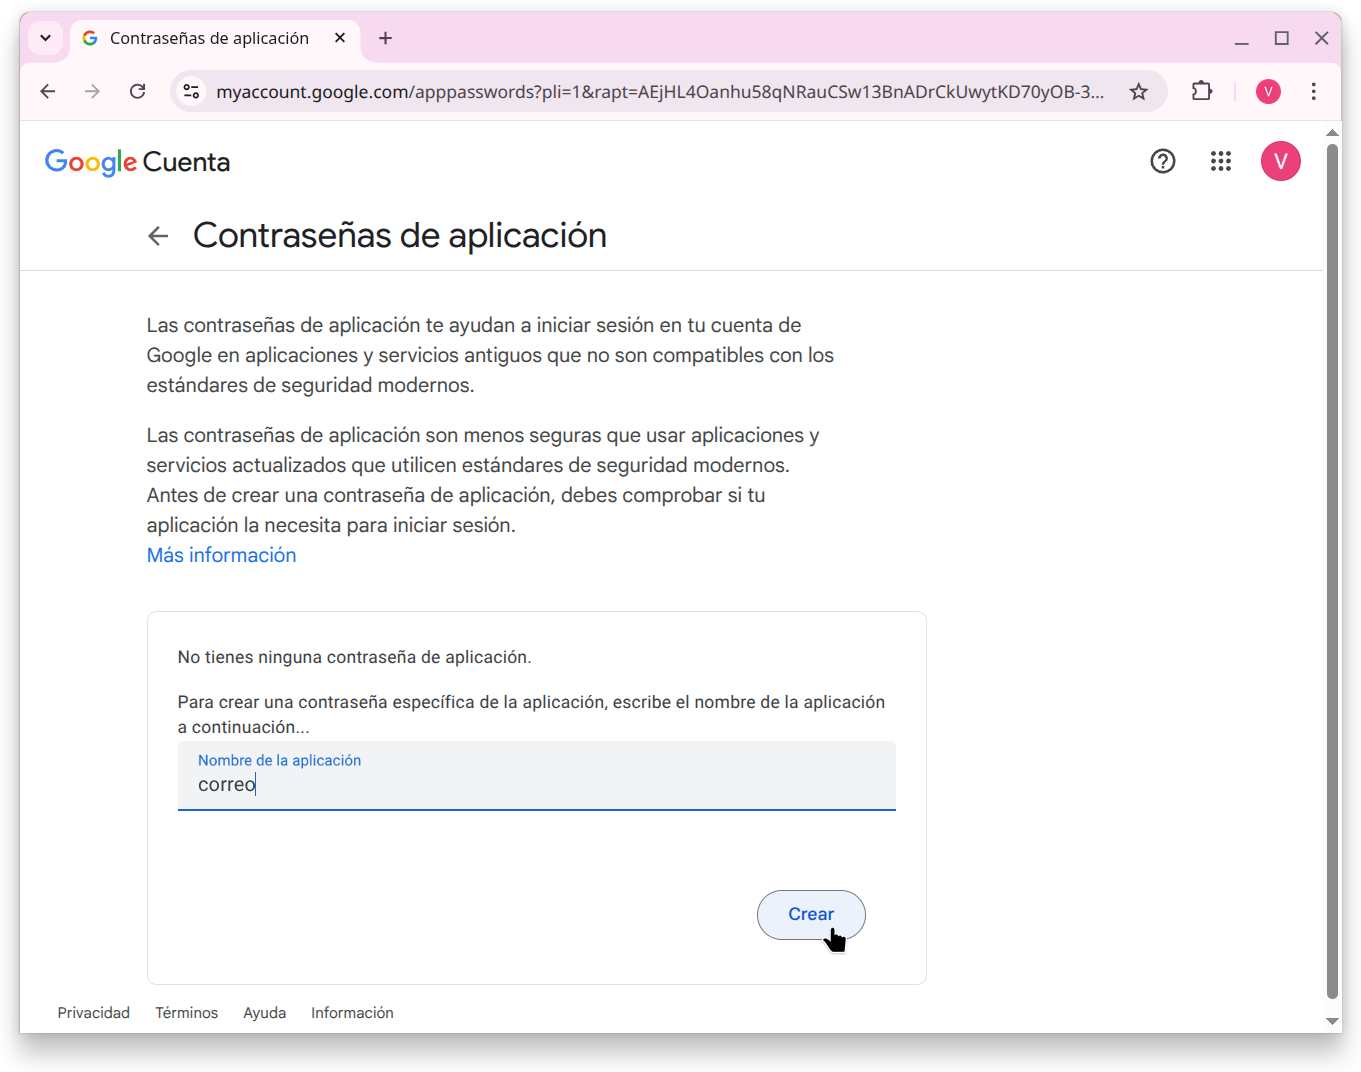 Contraseñas de aplicación
myaccount.google.com/apppasswords?pli=1&rapt=AEjHL4Oanhu58qNRauCSw13BnADrCkUwytKD70yOB-3...
V
Google Cuenta
V
Contraseñas de aplicación
Las contraseñas de aplicación te ayudan a iniciar sesión en tu cuenta de
Google en aplicaciones y servicios antiguos que no son compatibles con los
estándares de seguridad modernos.
Las contraseñas de aplicación son menos seguras que usar aplicaciones y
servicios actualizados que utilicen estándares de seguridad modernos.
Antes de crear una contraseña de aplicación, debes comprobar si tu
aplicación la necesita para iniciar sesión.
Más información
No tienes ninguna contraseña de aplicación.
Para crear una contraseña específica de la aplicación, escribe el nombre de la aplicación
a continuación...
Nombre de la aplicación
correo
Crear
Privacidad Términos Ayuda Información